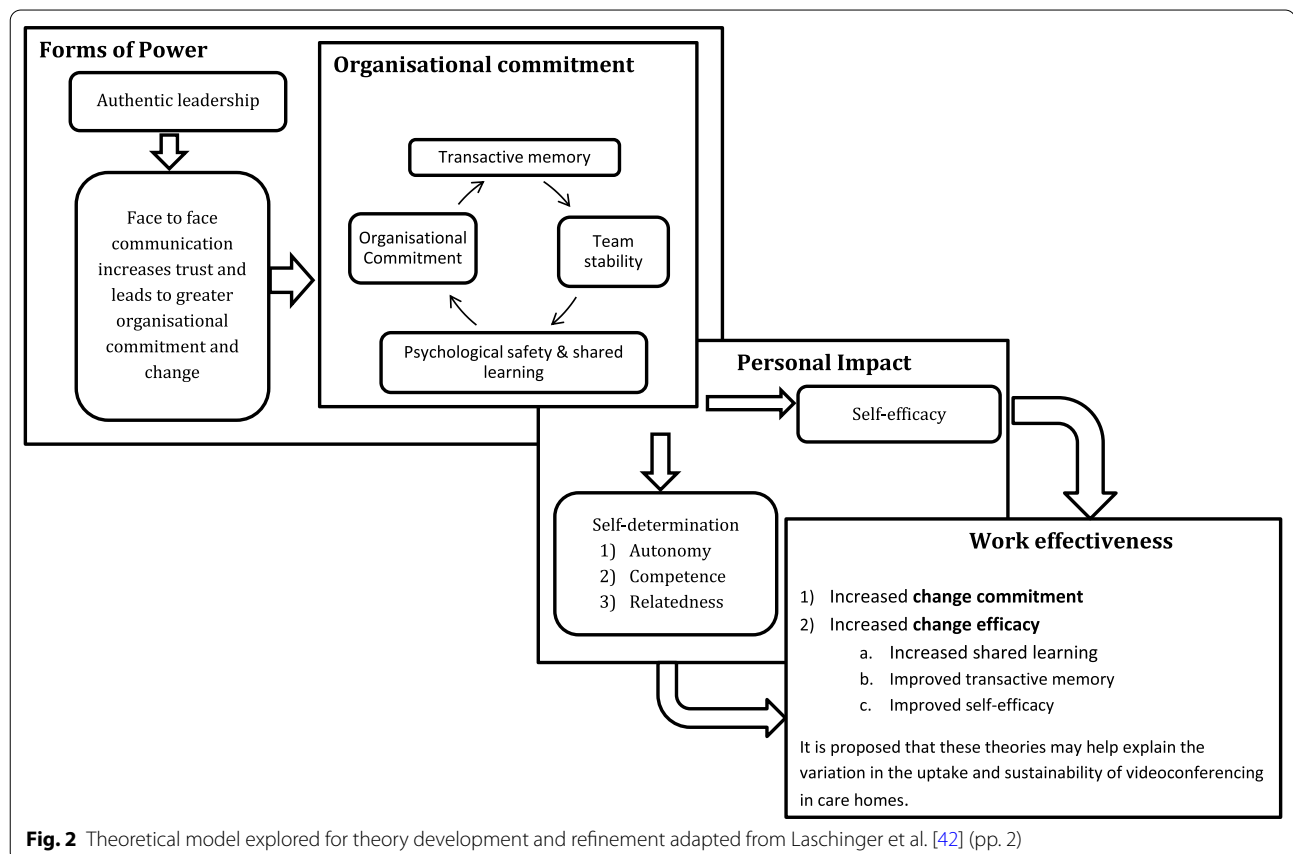 Forms of Power
Authentic leadership
Face to face
communication
increases trust and
leads to greater
organisational
commitment and
change
Organisational commitment
Transactive memory
Organisational
Commitment
Team
stability
Psychological safety & shared
learning
Personal Impact
Self-efficacy
Self-determination
1) Autonomy
2) Competence
3) Relatedness
Work effectiveness
1) Increased change commitment
2) Increased change efficacy
a. Increased shared learning
b. Improved transactive memory
c. Improved self-efficacy
It is proposed that these theories may help explain the
variation in the uptake and sustainability of videoconferencing
in care homes.
Fig. 2 Theoretical model explored for theory development and refinement adapted from Laschinger et al. [42] (pp. 2)